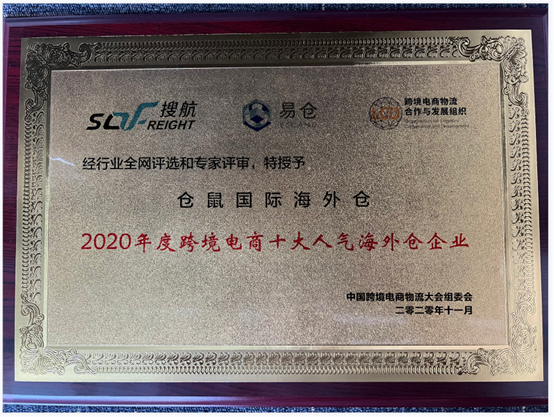 搜航
FREIGHT
易仓
跨境电商物流
合作与发展组织
经行业全网评选和专家评审，特授予
仓鼠国际海外仓
2020年度跨境电商十大人气海外仓企业
中国跨境电商物流大会组委会
二零二零年十一月